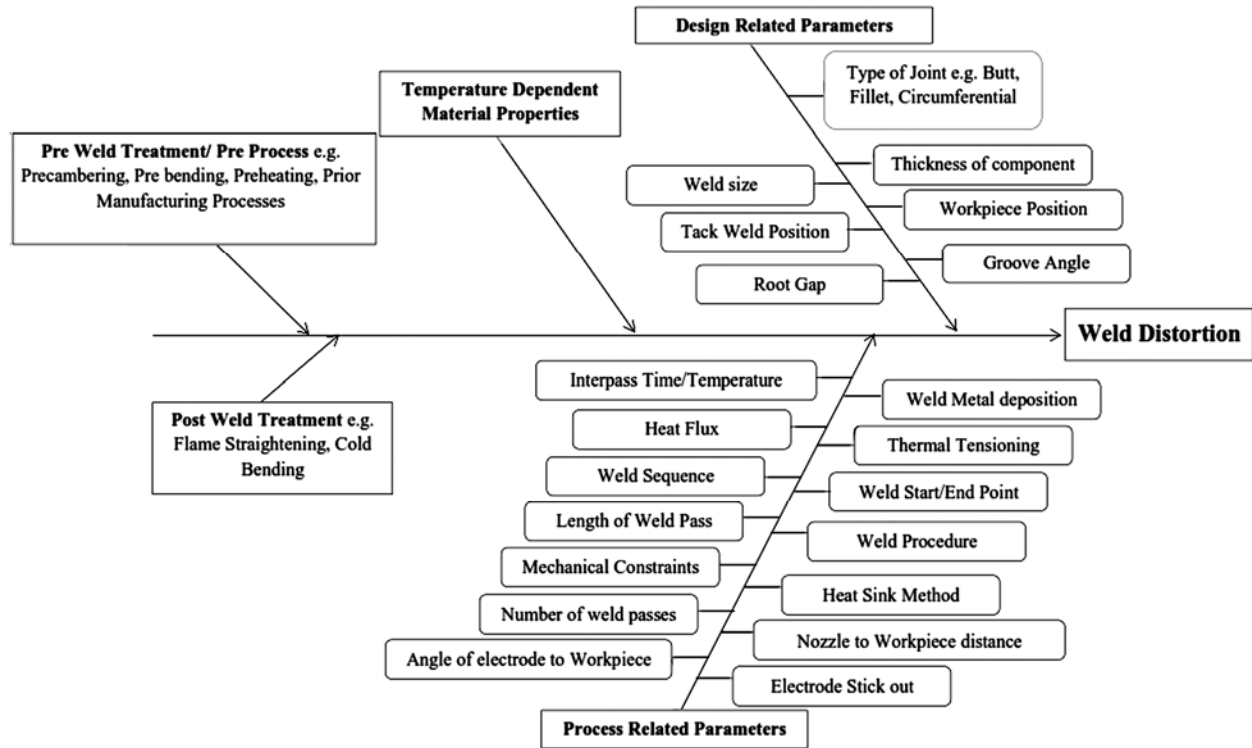 Design Related Parameters
Type of Joint e.g. Butt,
Fillet, Circumferential
Temperature Dependent
Material Properties
Pre Weld Treatment/ Pre Process e.g.
Precambering, Pre bending, Preheating, Prior
Manufacturing Processes
Thickness of component
Weld size
Workpiece Position
Tack Weld Position
Groove Angle
Root Gap
Weld Distortion
Interpass Time/Temperature
Weld Metal deposition
Post Weld Treatment e.g.
Flame Straightening, Cold
Bending
Heat Flux
Thermal Tensioning
Weld Sequence
Weld Start/End Point
Length of Weld Pass
Weld Procedure
Mechanical Constraints
Heat Sink Method
Number of weld passes
Nozzle to Workpiece distance
Angle of electrode to Workpiece
Electrode Stick out
Process Related Parameters